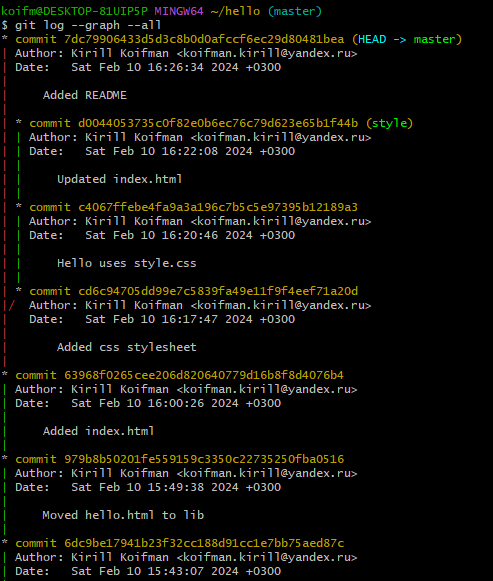 koifm@DESKTOP-81UIP5P MINGW64 ~/hello (master)
$ git log --graph --all
* commit 7dc79906433d5d3c8b0d0afccf6ec29d80481bea (HEAD -> master)
| Author: Kirill Koifman <koifman.kirill@yandex.ru>
| Date:   Sat Feb 10 16:26:34 2024 +0300
|
|     Added README
|
| * commit d0044053735c0f82e0b6ec76c79d623e65b1f44b (style)
| | Author: Kirill Koifman <koifman.kirill@yandex.ru>
| | Date:   Sat Feb 10 16:22:08 2024 +0300
| |
| |     Updated index.html
| |
| * commit c4067ffebe4fa9a3a196c7b5c5e97395b12189a3
| | Author: Kirill Koifman <koifman.kirill@yandex.ru>
| | Date:   Sat Feb 10 16:20:46 2024 +0300
| |
| |     Hello uses style.css
| |
| * commit cd6c94705dd99e7c5839fa49e11f9f4eef71a20d
|/  Author: Kirill Koifman <koifman.kirill@yandex.ru>
|   Date:   Sat Feb 10 16:17:47 2024 +0300
|
|       Added css stylesheet
|
* commit 63968f0265cee206d820640779d16b8f8d4076b4
| Author: Kirill Koifman <koifman.kirill@yandex.ru>
| Date:   Sat Feb 10 16:00:26 2024 +0300
|
|     Added index.html
|
* commit 979b8b50201fe559159c3350c22735250fba0516
| Author: Kirill Koifman <koifman.kirill@yandex.ru>
| Date:   Sat Feb 10 15:49:38 2024 +0300
|
|     Moved hello.html to lib
|
* commit 6dc9be17941b23f32cc188d91cc1e7bb75aed87c
| Author: Kirill Koifman <koifman.kirill@yandex.ru>
| Date:   Sat Feb 10 15:43:07 2024 +0300